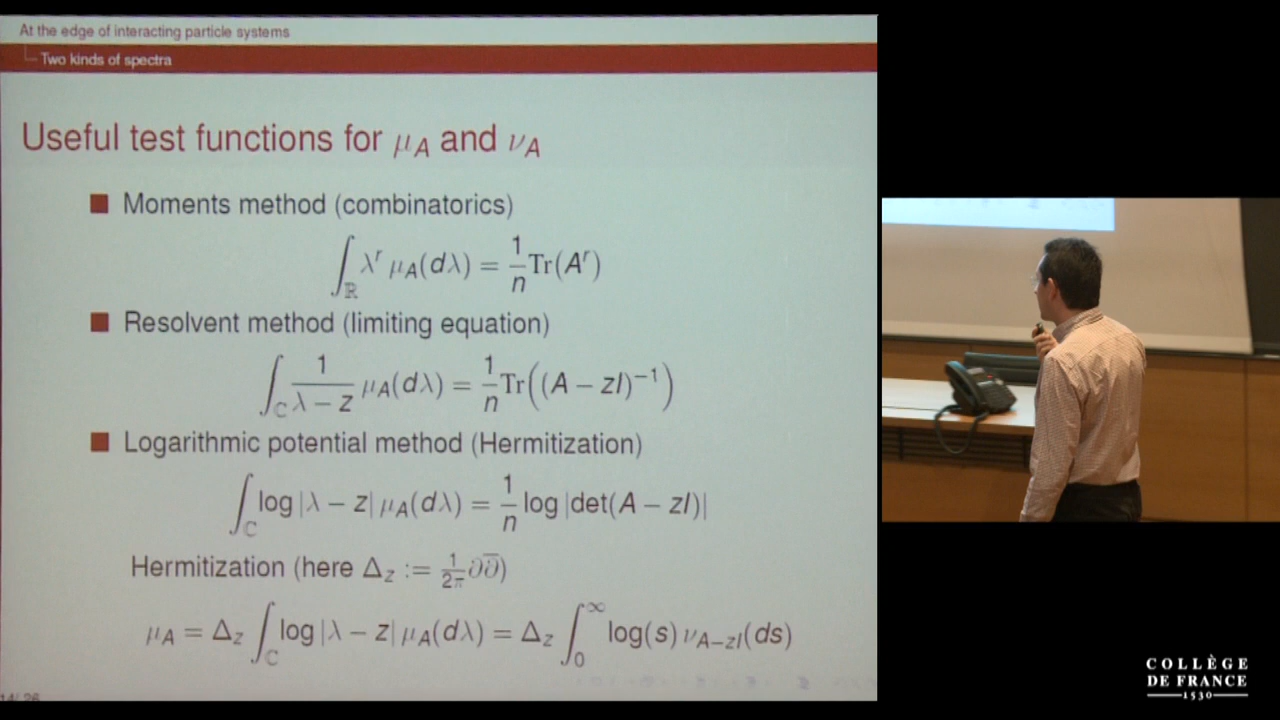 At the edge of interacting particle systems
Two kinds of spectra
Useful test functions for μ_A and ν_A
Moments method (combinatorics)
∫_ℝ λ^r μ_A(dλ) = 1/n Tr(A^r)
Resolvent method (limiting equation)
∫_ℂ 1/(λ − z) μ_A(dλ) = 1/n Tr((A − zI)^{−1})
Logarithmic potential method (Hermitization)
∫_ℂ log |λ − z| μ_A(dλ) = 1/n log |det(A − zI)|
Hermitization (here Δ_z := 1/2π ∂∂̄)
μ_A = Δ_z ∫_ℂ log |λ − z| μ_A(dλ) = Δ_z ∫_0^∞ log(s) ν_{A−zI}(ds)
14/ 26
COLLÈGE
DE FRANCE
1530